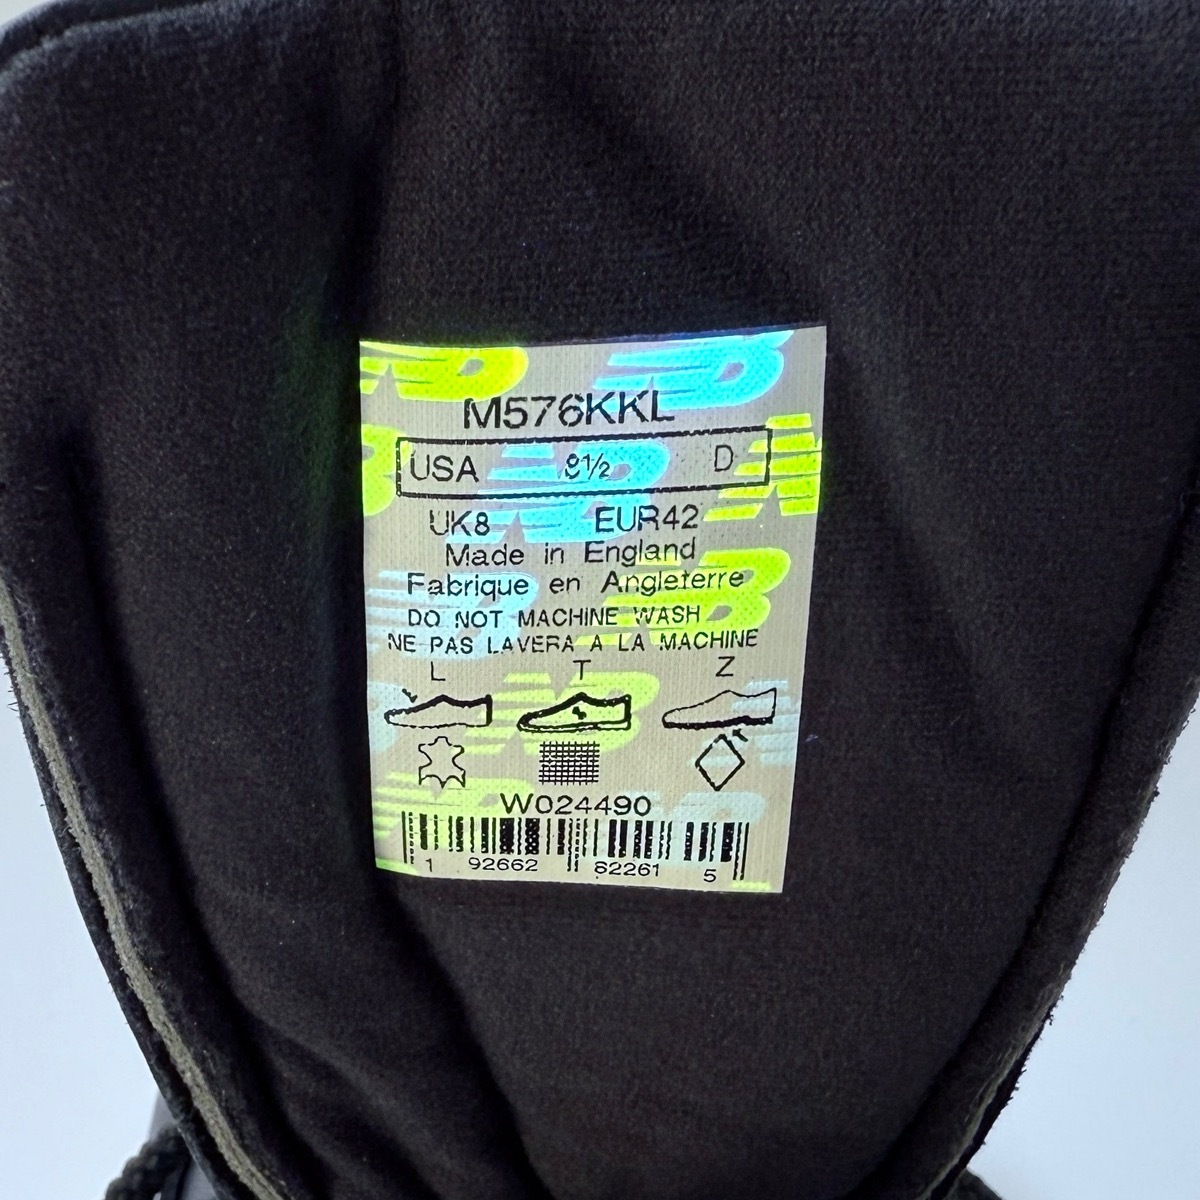 M576KKL
USA 8½ D
UK8 EUR42
Made in England
Fabrique en Angleterre
DO NOT MACHINE WASH
NE PAS LAVERA A LA MACHINE
L T Z
W024490
1 92662 82261 5